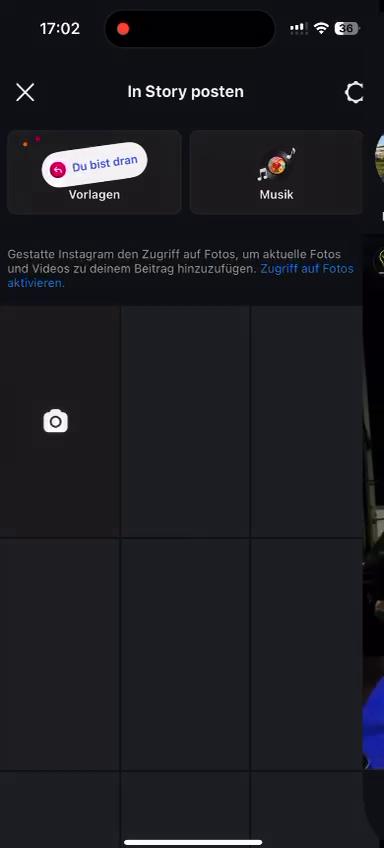 17:02
36
In Story posten
Du bist dran
Vorlagen
Musik
Gestatte Instagram den Zugriff auf Fotos, um aktuelle Fotos
und Videos zu deinem Beitrag hinzuzufügen. Zugriff auf Fotos
aktivieren.